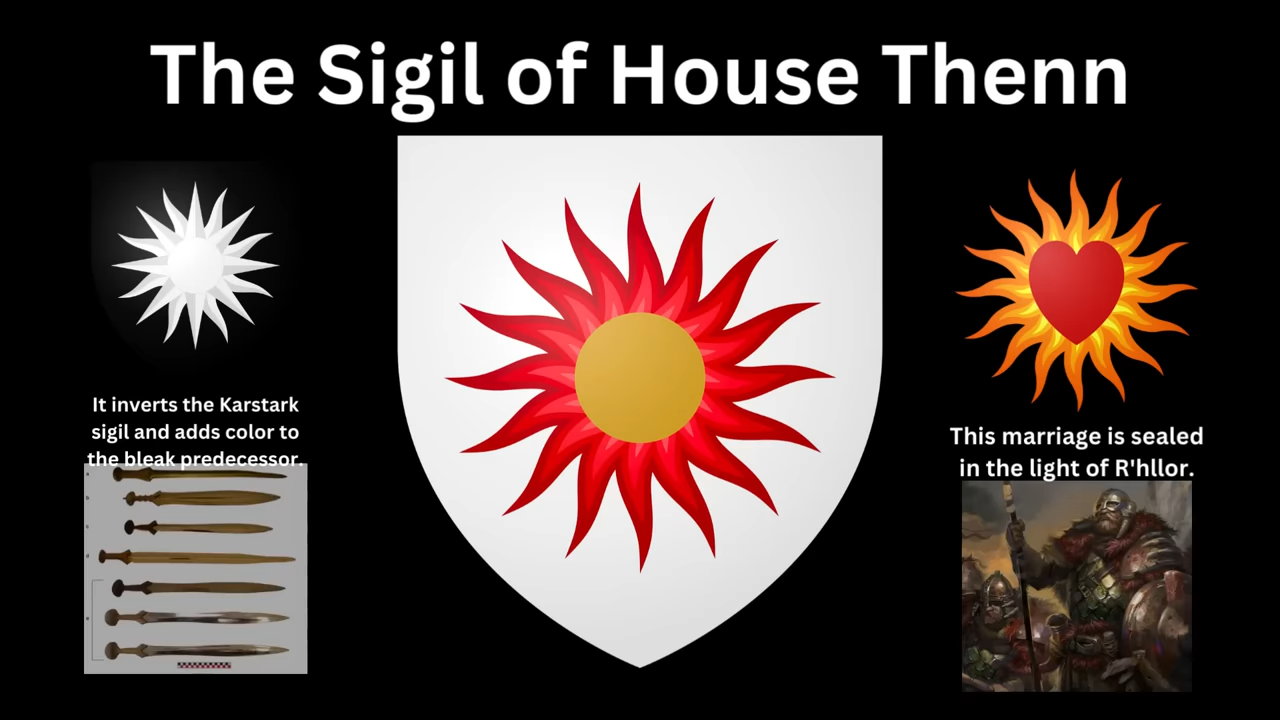 The Sigil of House Thenn
It inverts the Karstark
sigil and adds color to
the bleak predecessor.
This marriage is sealed
in the light of R'hllor.